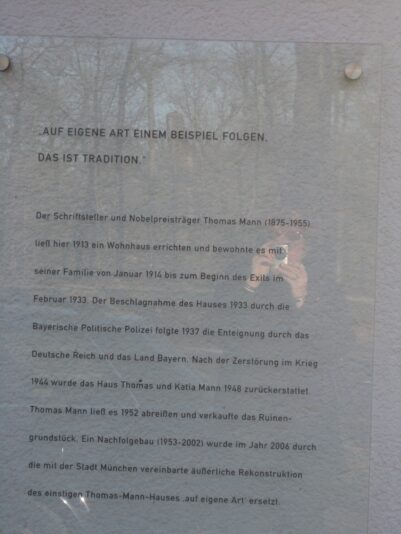 „AUF EIGENE ART EINEM BEISPIEL FOLGEN,
DAS IST TRADITION."
Der Schriftsteller und Nobelpreisträger Thomas Mann (1875-1955)
ließ hier 1913 ein Wohnhaus errichten und bewohnte es mit
seiner Familie von Januar 1914 bis zum Beginn des Exils im
Februar 1933. Der Beschlagnahme des Hauses 1933 durch die
Bayerische Politische Polizei folgte 1937 die Enteignung durch das
Deutsche Reich und das Land Bayern. Nach der Zerstörung im Krieg
1944 wurde das Haus Thomas und Katia Mann 1948 zurückerstattet.
Thomas Mann ließ es 1952 abreißen und verkaufte das Ruinen-
grundstück. Ein Nachfolgebau (1953-2002) wurde im Jahr 2006 durch
die mit der Stadt München vereinbarte äußerliche Rekonstruktion
des einstigen Thomas-Mann-Hauses ‚auf eigene Art' ersetzt.